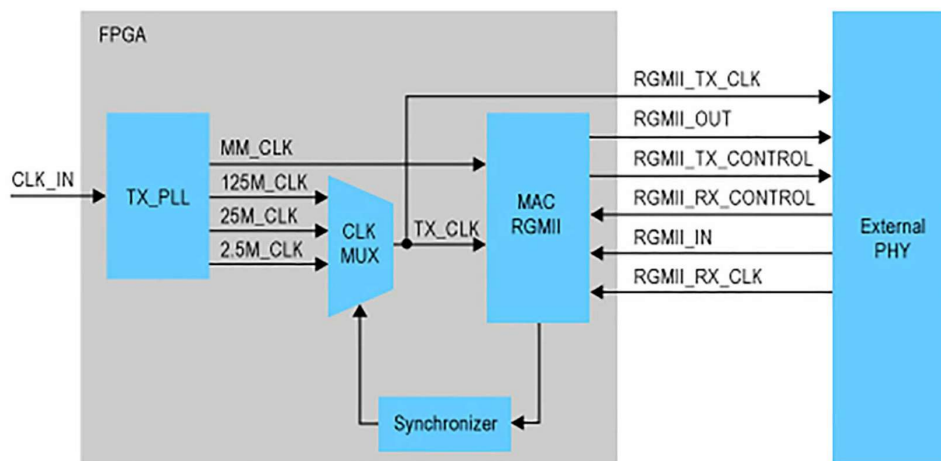 FPGA
RGMII_TX_CLK
RGMII_OUT
MM_CLK
RGMII_TX_CONTROL
CLK_IN
TX_PLL
125M_CLK
MAC
RGMII
RGMII_RX_CONTROL
25M_CLK
CLK
MUX
TX_CLK
RGMII_IN
External
PHY
2.5M_CLK
RGMII_RX_CLK
Synchronizer